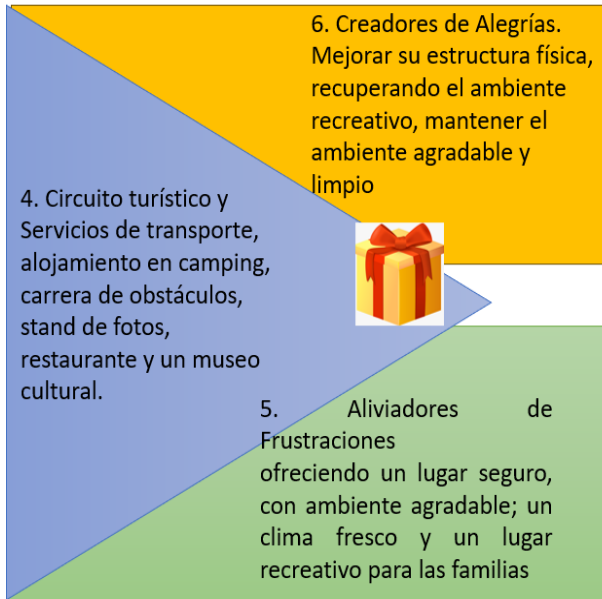 6. Creadores de Alegrías.
Mejorar su estructura física,
recuperando el ambiente
recreativo, mantener el
ambiente agradable y
limpio
4. Circuito turístico y
Servicios de transporte,
alojamiento en camping,
carrera de obstáculos,
stand de fotos,
restaurante y un museo
cultural.
5. Aliviadores de
Frustraciones
ofreciendo un lugar seguro,
con ambiente agradable; un
clima fresco y un lugar
recreativo para las familias